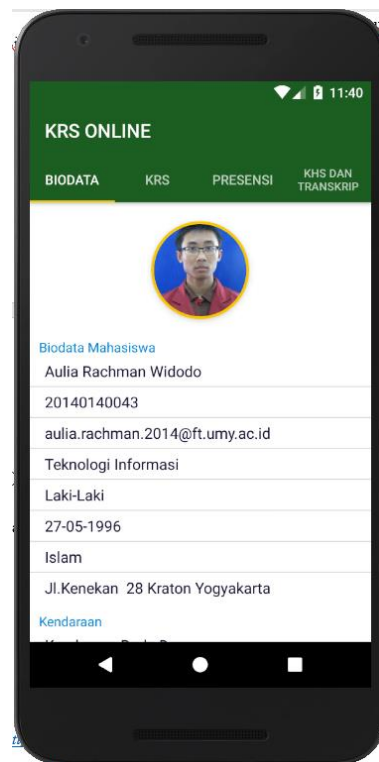 11:40
KRS ONLINE
BIODATA KRS PRESENSI KHS DAN TRANSKRIP
Biodata Mahasiswa
Aulia Rachman Widodo
20140140043
aulia.rachman.2014@ft.umy.ac.id
Teknologi Informasi
Laki-Laki
27-05-1996
Islam
Jl.Kenekan 28 Kraton Yogyakarta
Kendaraan